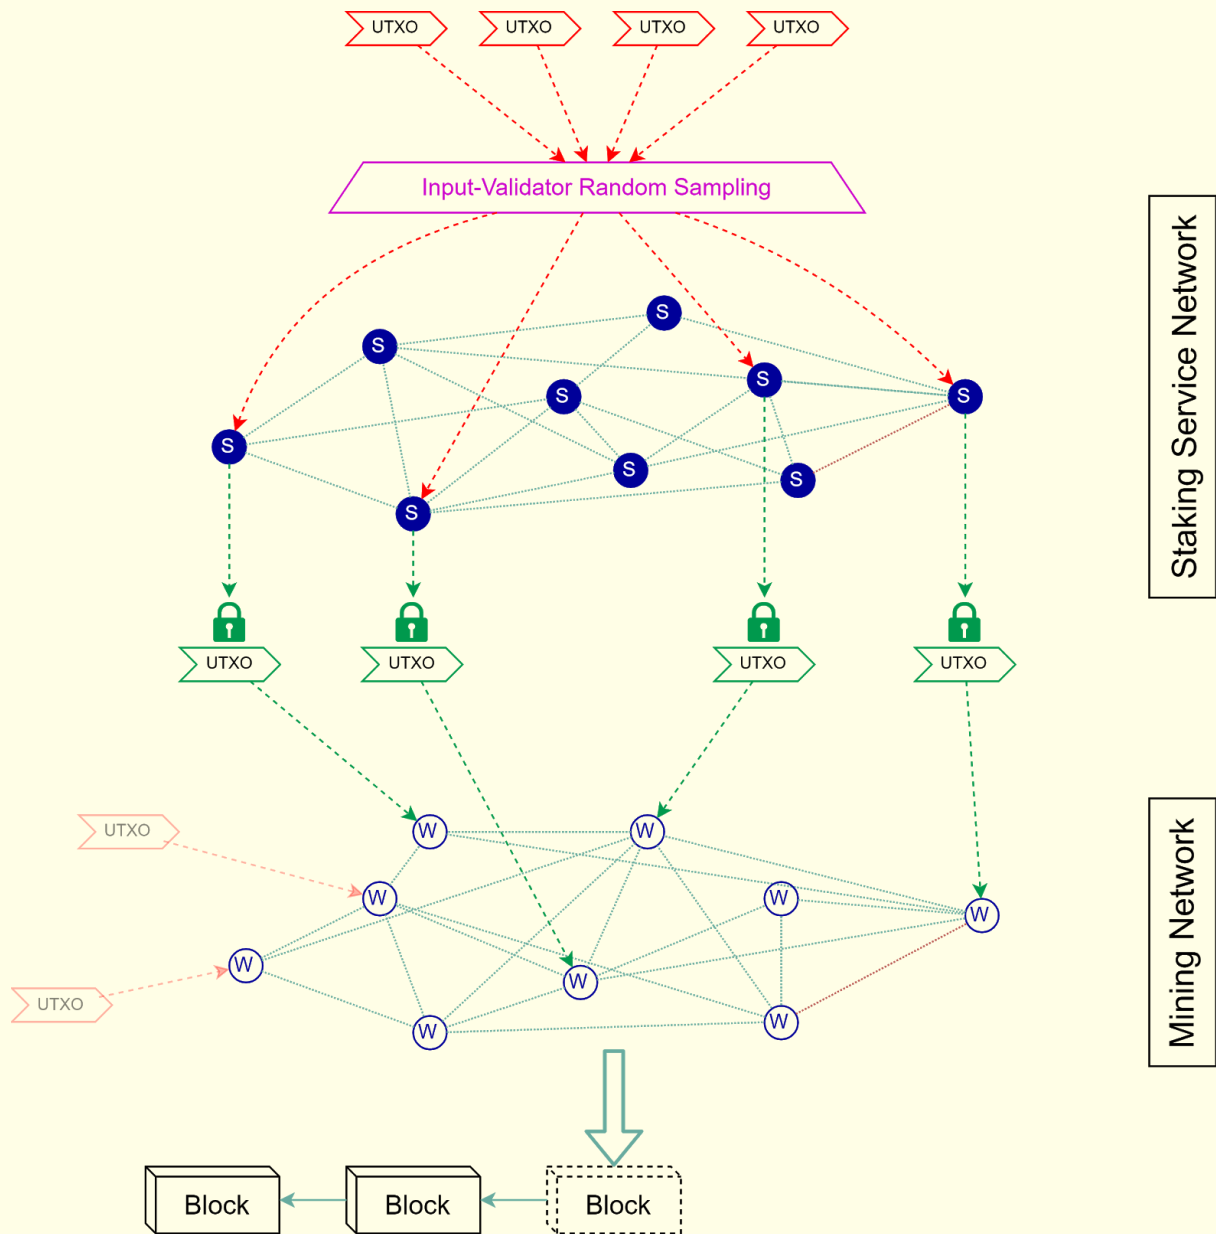 UTXO UTXO UTXO UTXO
Input-Validator Random Sampling
Staking Service Network
S
S
S
S
S
S
S
S
S
UTXO UTXO UTXO UTXO
Mining Network
UTXO
W W
W W
W
W
UTXO
W
W W
Block Block Block